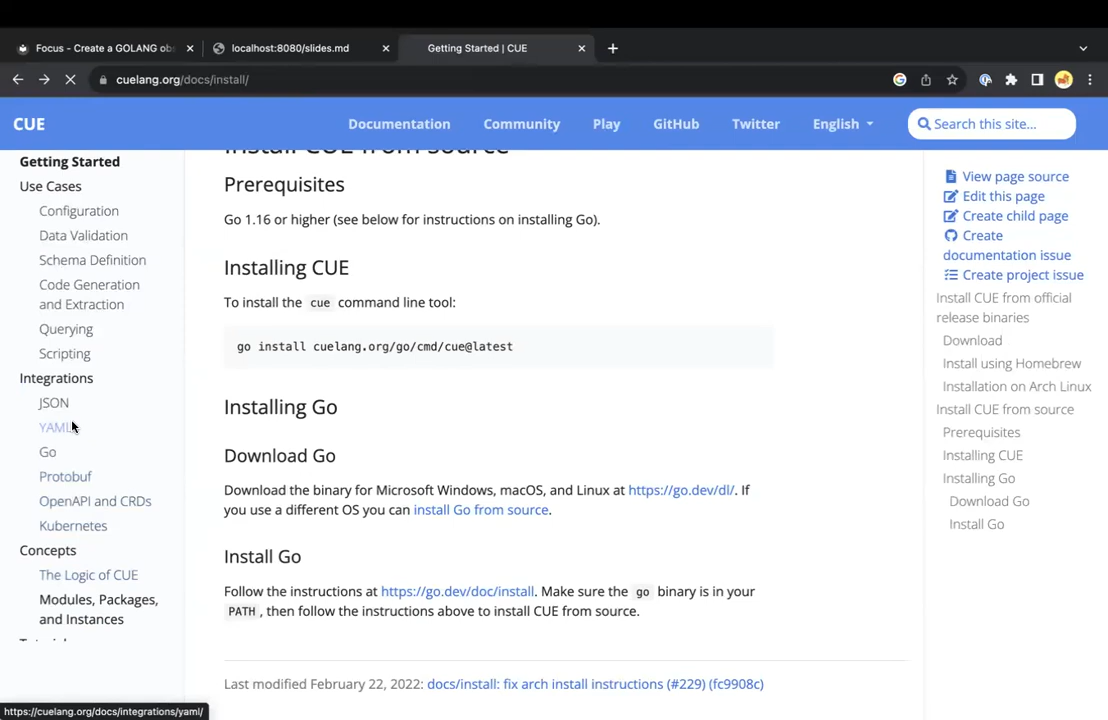 Focus - Create a GOLANG obs
localhost:8080/slides.md
Getting Started | CUE
cuelang.org/docs/install/
CUE
Documentation
Community
Play
GitHub
Twitter
English
Search this site…
Getting Started
Use Cases
Configuration
Data Validation
Schema Definition
Code Generation
and Extraction
Querying
Scripting
Integrations
JSON
YAML
Go
Protobuf
OpenAPI and CRDs
Kubernetes
Concepts
The Logic of CUE
Modules, Packages,
and Instances
Tutorials
Install CUE from source
Prerequisites
Go 1.16 or higher (see below for instructions on installing Go).
Installing CUE
To install the cue command line tool:
go install cuelang.org/go/cmd/cue@latest
Installing Go
Download Go
Download the binary for Microsoft Windows, macOS, and Linux at https://go.dev/dl/. If
you use a different OS you can install Go from source.
Install Go
Follow the instructions at https://go.dev/doc/install. Make sure the go binary is in your
PATH, then follow the instructions above to install CUE from source.
Last modified February 22, 2022: docs/install: fix arch install instructions (#229) (fc9908c)
View page source
Edit this page
Create child page
Create
documentation issue
Create project issue
Install CUE from official
release binaries
Download
Install using Homebrew
Installation on Arch Linux
Install CUE from source
Prerequisites
Installing CUE
Installing Go
Download Go
Install Go
https://cuelang.org/docs/integrations/yaml/